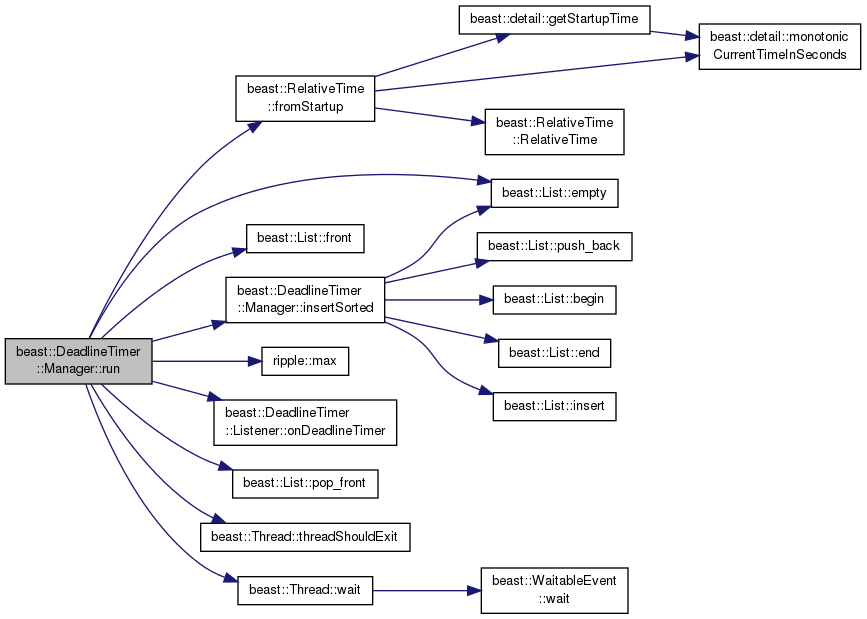 beast::detail::getStartupTime
beast::detail::monotonic
CurrentTimeInSeconds
beast::RelativeTime
::fromStartup
beast::RelativeTime
::RelativeTime
beast::List::empty
beast::List::front
beast::List::push_back
beast::DeadlineTimer
::Manager::insertSorted
beast::List::begin
beast::DeadlineTimer
::Manager::run
ripple::max
beast::List::end
beast::DeadlineTimer
::Listener::onDeadlineTimer
beast::List::insert
beast::List::pop_front
beast::Thread::threadShouldExit
beast::Thread::wait
beast::WaitableEvent
::wait